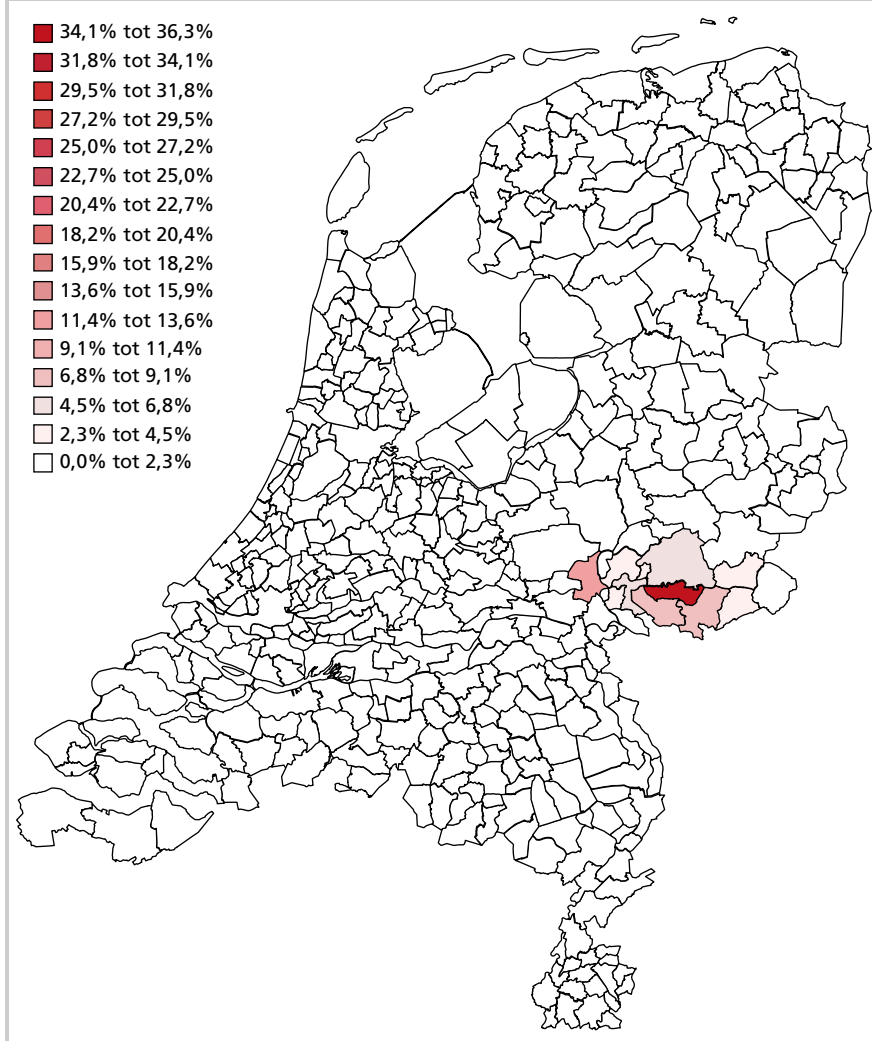 34,1% tot 36,3%
31,8% tot 34,1%
29,5% tot 31,8%
27,2% tot 29,5%
25,0% tot 27,2%
22,7% tot 25,0%
20,4% tot 22,7%
18,2% tot 20,4%
15,9% tot 18,2%
13,6% tot 15,9%
11,4% tot 13,6%
9,1% tot 11,4%
6,8% tot 9,1%
4,5% tot 6,8%
2,3% tot 4,5%
0,0% tot 2,3%